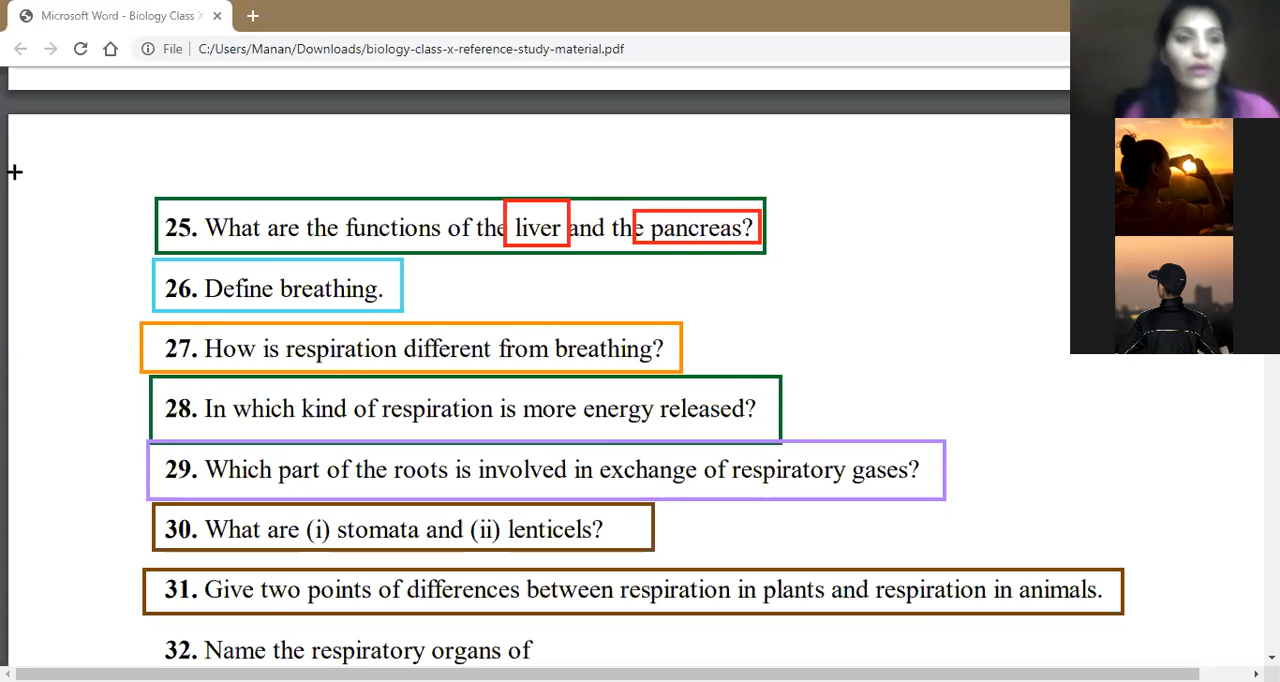 Microsoft Word - Biology Class X
File C:/Users/Manan/Downloads/biology-class-x-reference-study-material.pdf
25. What are the functions of the liver and the pancreas?
26. Define breathing.
27. How is respiration different from breathing?
28. In which kind of respiration is more energy released?
29. Which part of the roots is involved in exchange of respiratory gases?
30. What are (i) stomata and (ii) lenticels?
31. Give two points of differences between respiration in plants and respiration in animals.
32. Name the respiratory organs of